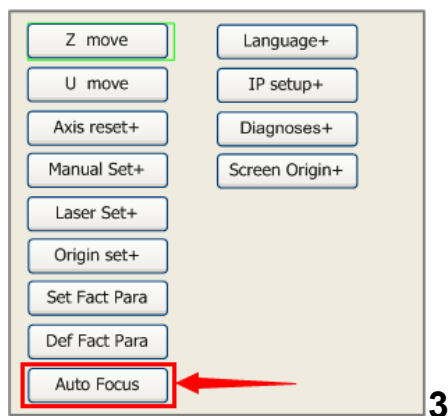 Z move
U move
Axis reset+
Manual Set+
Laser Set+
Origin set+
Set Fact Para
Def Fact Para
Auto Focus
Language+
IP setup+
Diagnoses+
Screen Origin+
3